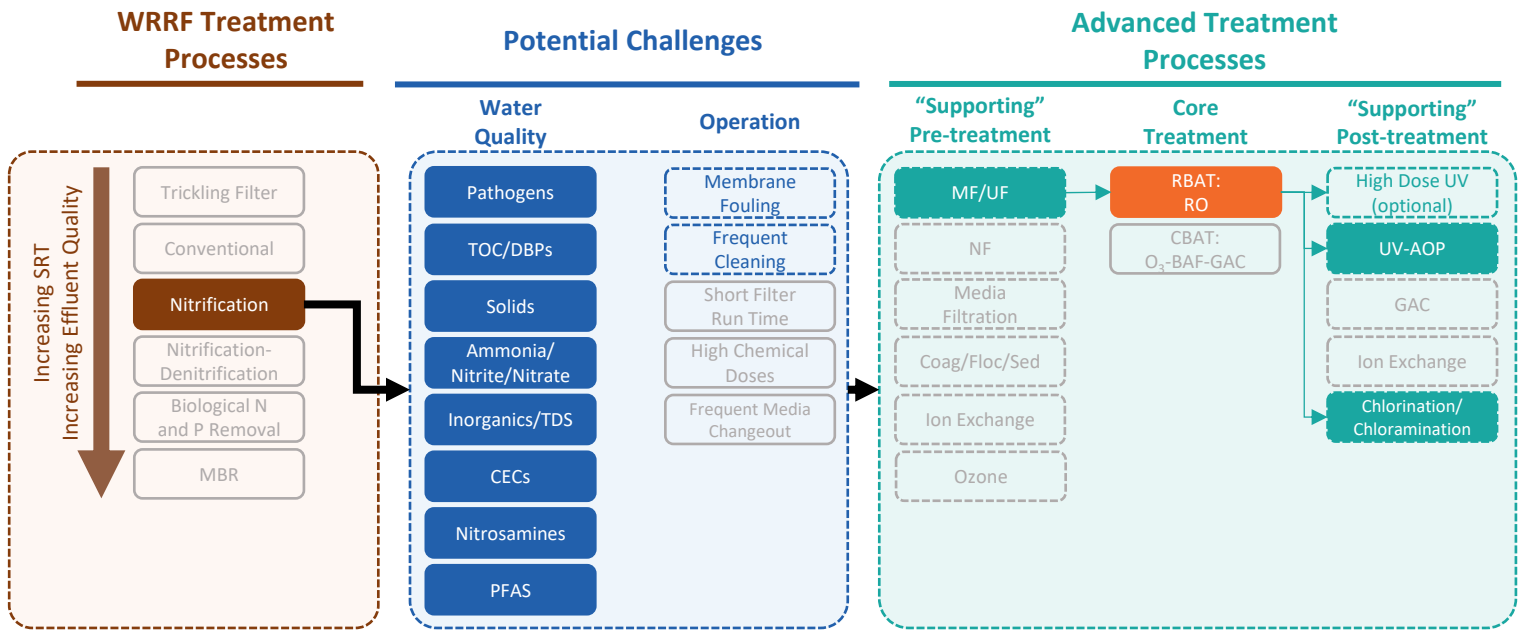 WRRF Treatment
Processes
Potential Challenges
Advanced Treatment
Processes
Water
Quality
Operation
“Supporting”
Pre-treatment
Core
Treatment
“Supporting”
Post-treatment
Increasing SRT
Increasing Effluent Quality
Trickling Filter
Conventional
Nitrification
Nitrification-
Denitrification
Biological N
and P Removal
MBR
Pathogens
TOC/DBPs
Solids
Ammonia/
Nitrite/Nitrate
Inorganics/TDS
CECs
Nitrosamines
PFAS
Membrane
Fouling
Frequent
Cleaning
Short Filter
Run Time
High Chemical
Doses
Frequent Media
Changeout
MF/UF
NF
Media
Filtration
Coag/Floc/Sed
Ion Exchange
Ozone
RBAT:
RO
CBAT:
O₃-BAF-GAC
High Dose UV
(optional)
UV-AOP
GAC
Ion Exchange
Chlorination/
Chloramination